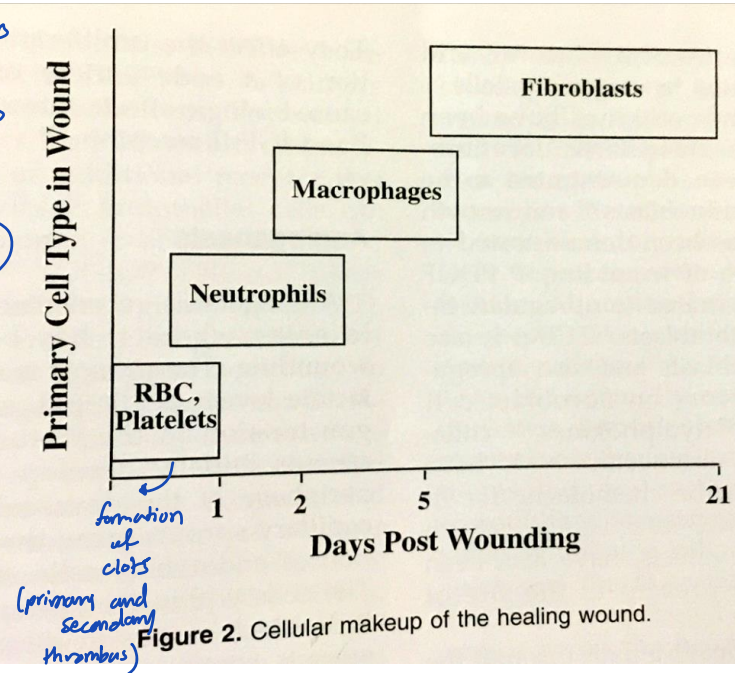 Primary Cell Type in Wound
Fibroblasts
Macrophages
Neutrophils
RBC,
Platelets
1
2
5
21
Days Post Wounding
formation
of
clots
(primary and
secondary
thrombus)
Figure 2. Cellular makeup of the healing wound.